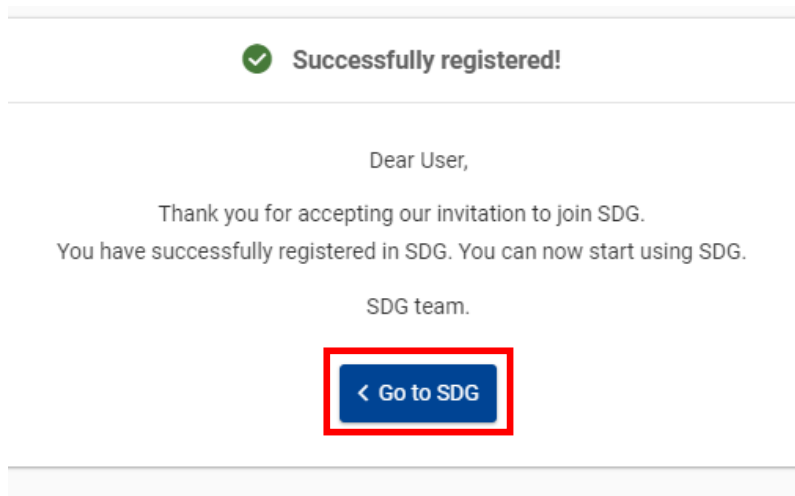 Successfully registered!
Dear User,
Thank you for accepting our invitation to join SDG.
You have successfully registered in SDG. You can now start using SDG.
SDG team.
Go to SDG